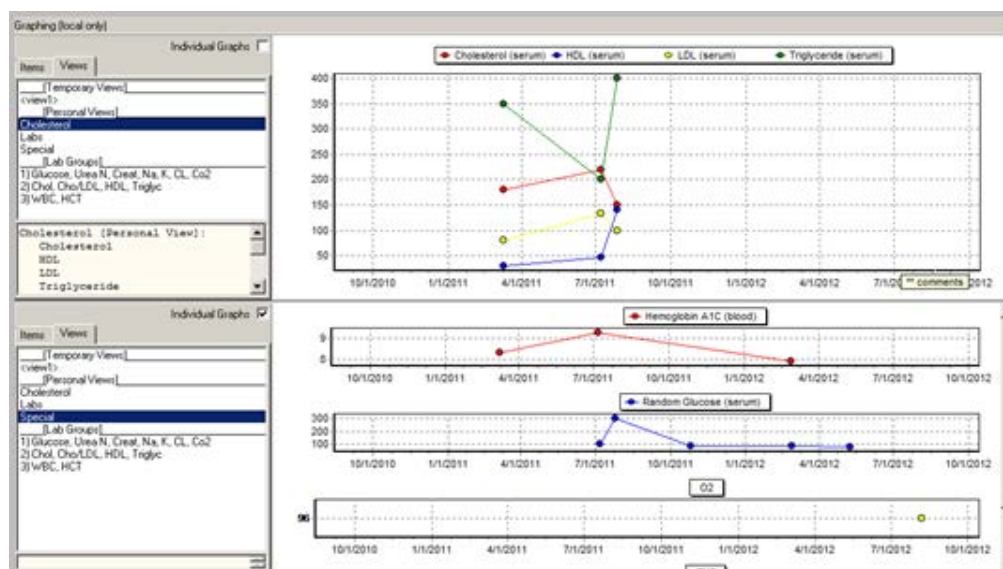 Graphing (local only)
Individual Graphs
Items Views
[Temporary Views]
<view1>
[Personal Views]
Cholesterol
Labs
Special
[Lab Groups]
1) Glucose, Urea N, Creat, Na, K, CL, Co2
2) Chol, Cho/LDL, HDL, Triglyc
3) WBC, HCT
Cholesterol [Personal View]:
Cholesterol
HDL
LDL
Triglyceride
Cholesterol (serum) HDL (serum) LDL (serum) Triglyceride (serum)
400
350
300
250
200
150
100
50
10/1/2010 1/1/2011 4/1/2011 7/1/2011 10/1/2011 1/1/2012 4/1/2012 7/1/ 2012
** comments
Individual Graphs
Items Views
[Temporary Views]
<view1>
[Personal Views]
Cholesterol
Labs
Special
[Lab Groups]
1) Glucose, Urea N, Creat, Na, K, CL, Co2
2) Chol, Cho/LDL, HDL, Triglyc
3) WBC, HCT
Hemoglobin A1C (blood)
9
8
10/1/2010 1/1/2011 4/1/2011 7/1/2011 10/1/2011 1/1/2012 4/1/2012 7/1/2012 10/1/2012
Random Glucose (serum)
300
200
100
10/1/2010 1/1/2011 4/1/2011 7/1/2011 10/1/2011 1/1/2012 4/1/2012 7/1/2012 10/1/2012
O2
96
10/1/2010 1/1/2011 4/1/2011 7/1/2011 10/1/2011 1/1/2012 4/1/2012 7/1/2012 10/1/2012